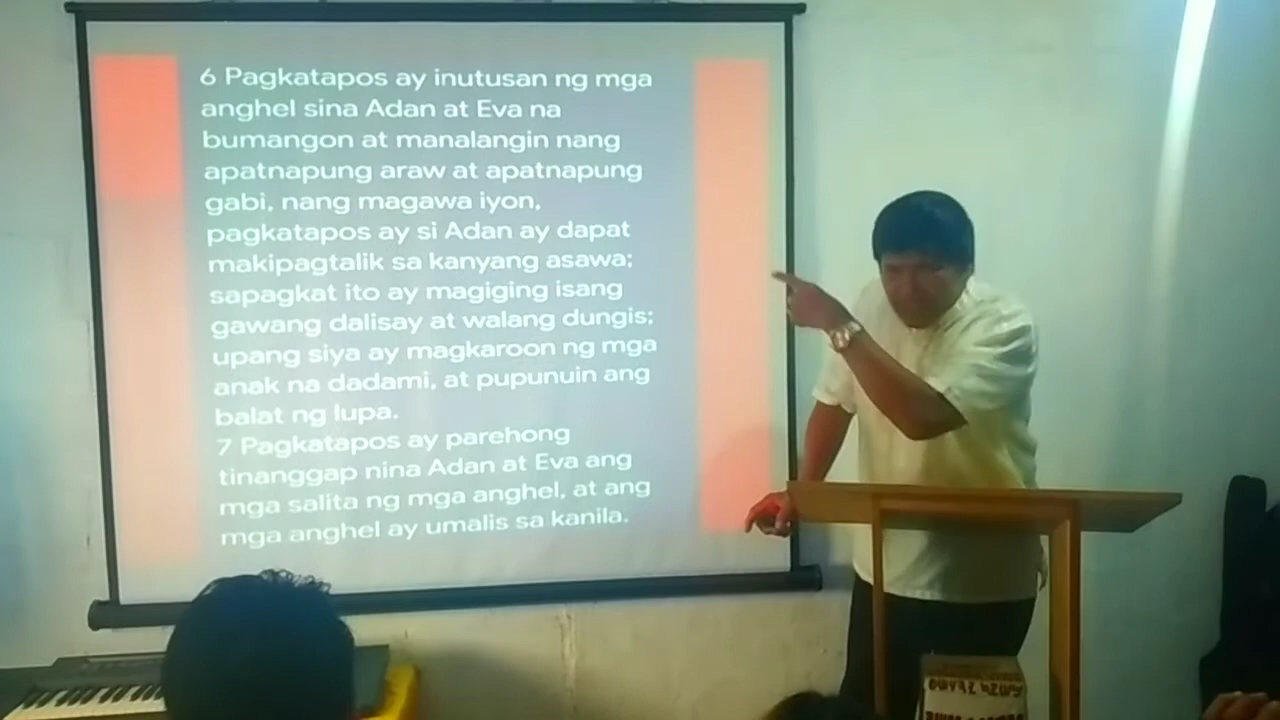 6 Pagkatapos ay inutusan ng mga
anghel sina Adan at Eva na
bumangon at manalangin nang
apatnapung araw at apatnapung
gabi, nang magawa iyon,
pagkatapos ay si Adan ay dapat
makipagtalik sa kanyang asawa;
sapagkat ito ay magiging isang
gawang dalisay at walang dungis;
upang siya ay magkaroon ng mga
anak na dadami, at pupunuin ang
balat ng lupa.
7 Pagkatapos ay parehong
tinanggap nina Adan at Eva ang
mga salita ng mga anghel, at ang
mga anghel ay umalis sa kanila.